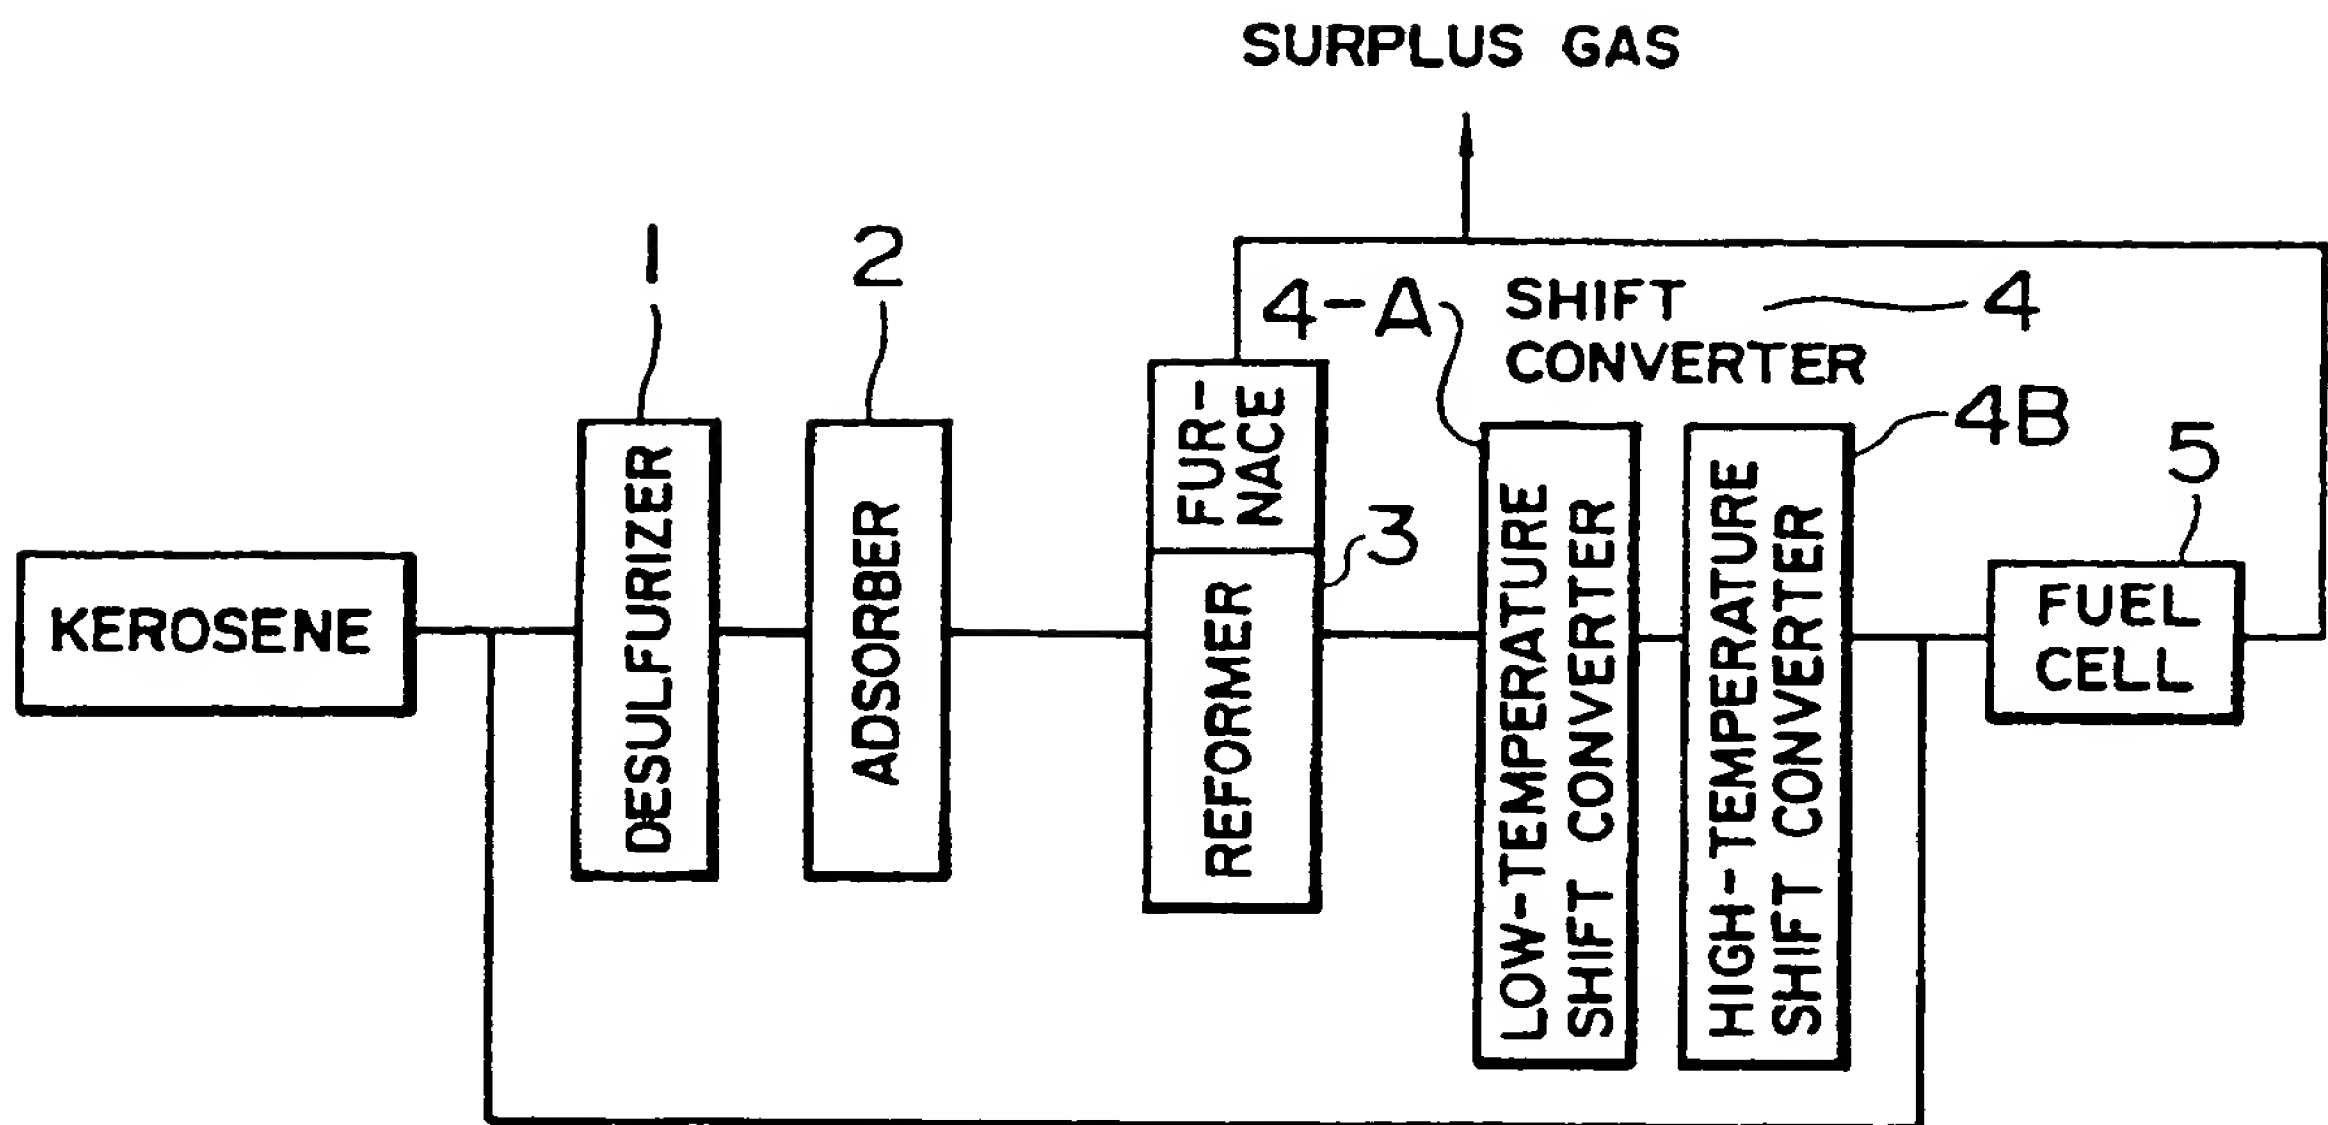 SURPLUS GAS
1
2
4-A
SHIFT
CONVERTER
4
4B
5
3
KEROSENE
DESULFURIZER
ADSORBER
FUR-
NACE
REFORMER
LOW-TEMPERATURE
SHIFT CONVERTER
HIGH-TEMPERATURE
SHIFT CONVERTER
FUEL
CELL